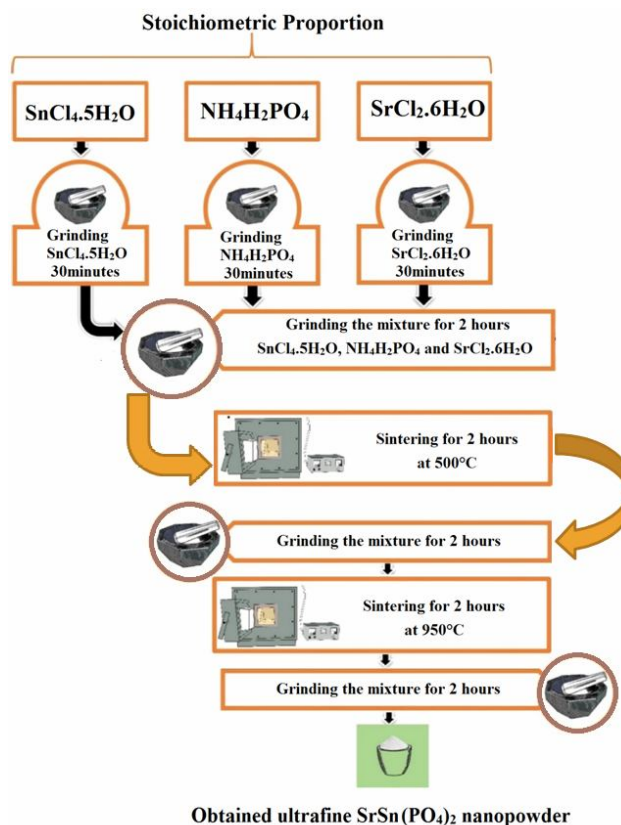 Stoichiometric Proportion
SnCl₄.5H₂O
NH₄H₂PO₄
SrCl₂.6H₂O
Grinding
SnCl₄.5H₂O
30minutes
Grinding
NH₄H₂PO₄
30minutes
Grinding
SrCl₂.6H₂O
30minutes
Grinding the mixture for 2 hours
SnCl₄.5H₂O, NH₄H₂PO₄ and SrCl₂.6H₂O
Sintering for 2 hours
at 500°C
Grinding the mixture for 2 hours
Sintering for 2 hours
at 950°C
Grinding the mixture for 2 hours
Obtained ultrafine SrSn(PO₄)₂ nanopowder